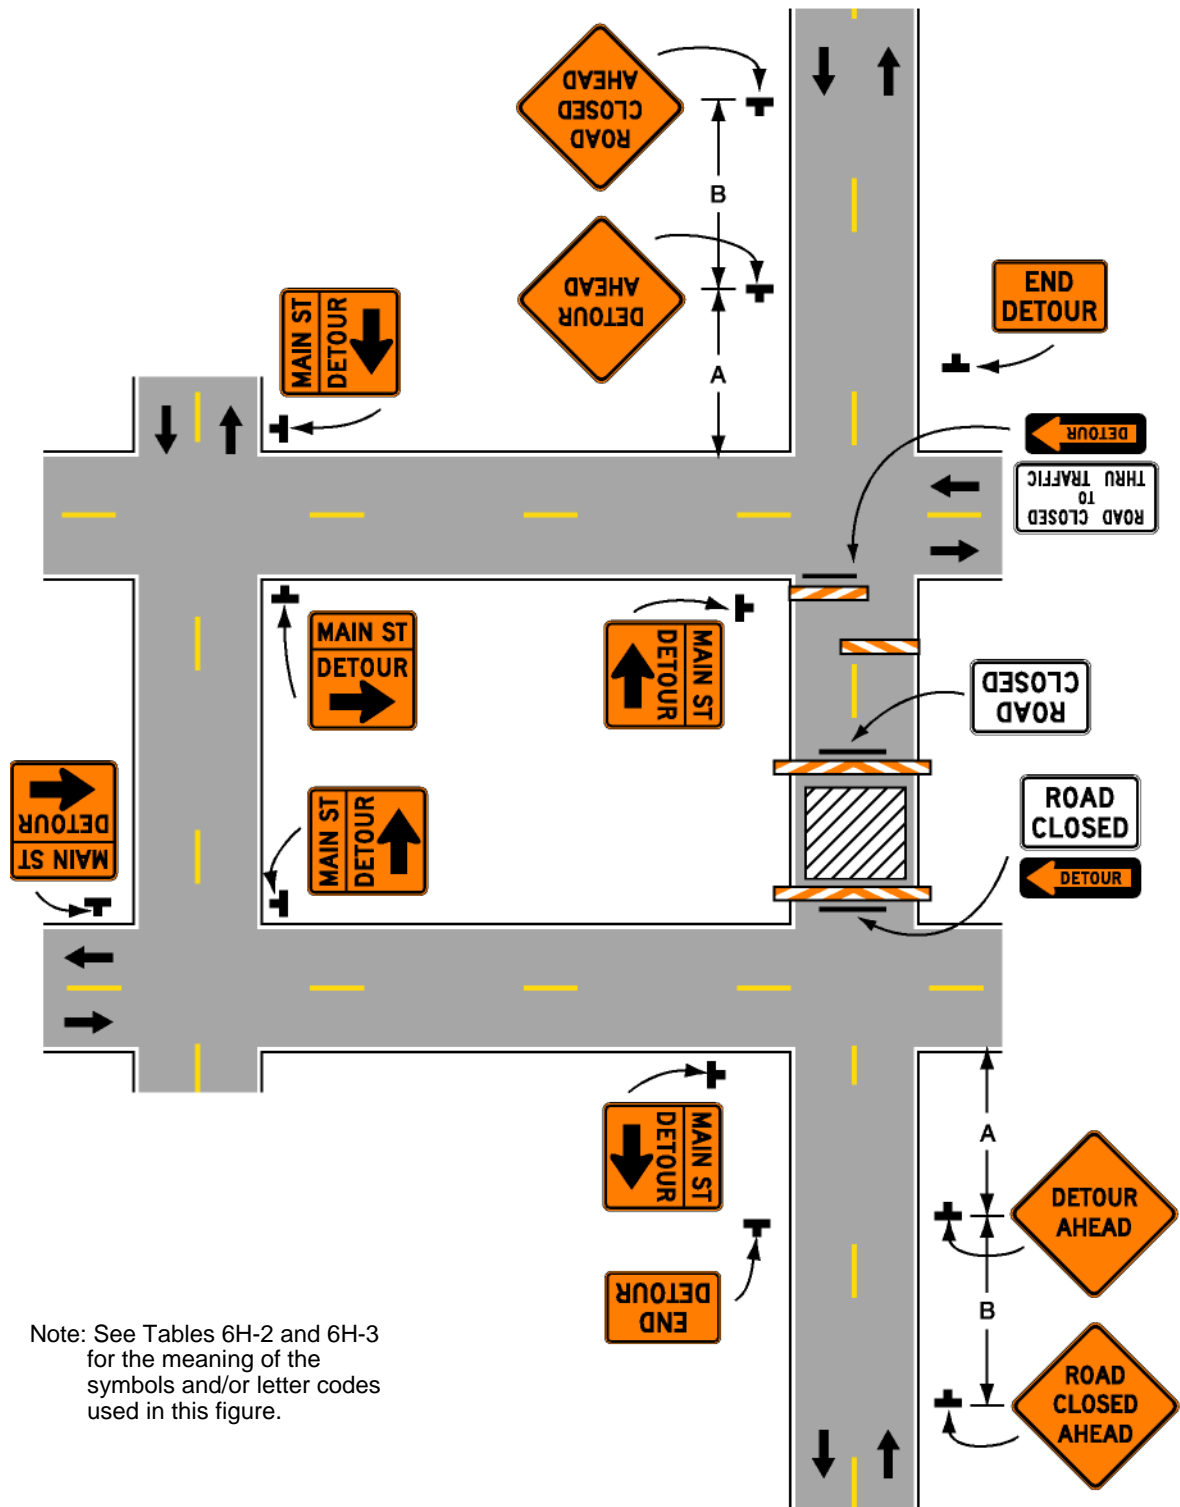 ROAD
CLOSED
AHEAD
B
DETOUR
AHEAD
A
END
DETOUR
MAIN ST
DETOUR
DETOUR
ROAD CLOSED
TO
THRU TRAFFIC
MAIN ST
DETOUR
MAIN ST
DETOUR
ROAD
CLOSED
MAIN ST
DETOUR
MAIN ST
DETOUR
ROAD
CLOSED
DETOUR
MAIN ST
DETOUR
A
DETOUR
AHEAD
END
DETOUR
B
ROAD
CLOSED
AHEAD
Note: See Tables 6H-2 and 6H-3
for the meaning of the
symbols and/or letter codes
used in this figure.